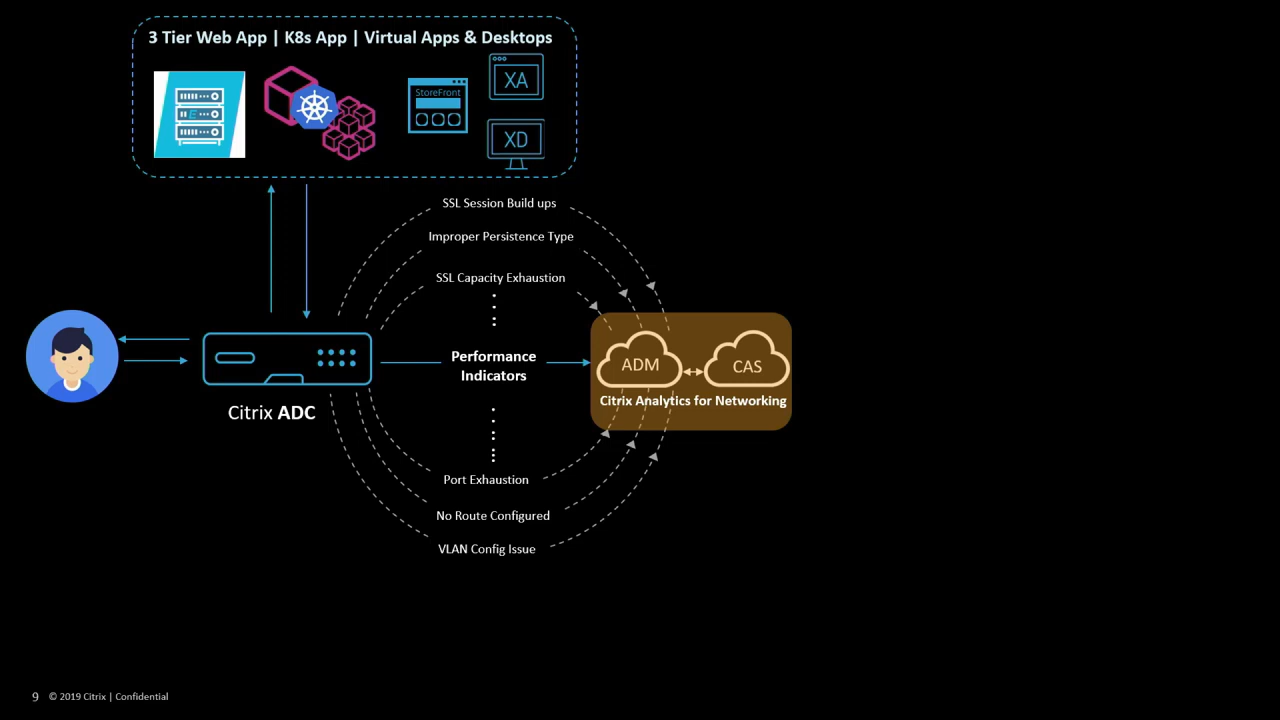 3 Tier Web App | K8s App | Virtual Apps & Desktops
XA
StoreFront
E
XD
SSL Session Build ups
Improper Persistence Type
SSL Capacity Exhaustion
Performance
Indicators
ADM
CAS
Citrix Analytics for Networking
Citrix ADC
Port Exhaustion
No Route Configured
VLAN Config Issue
9 © 2019 Citrix | Confidential